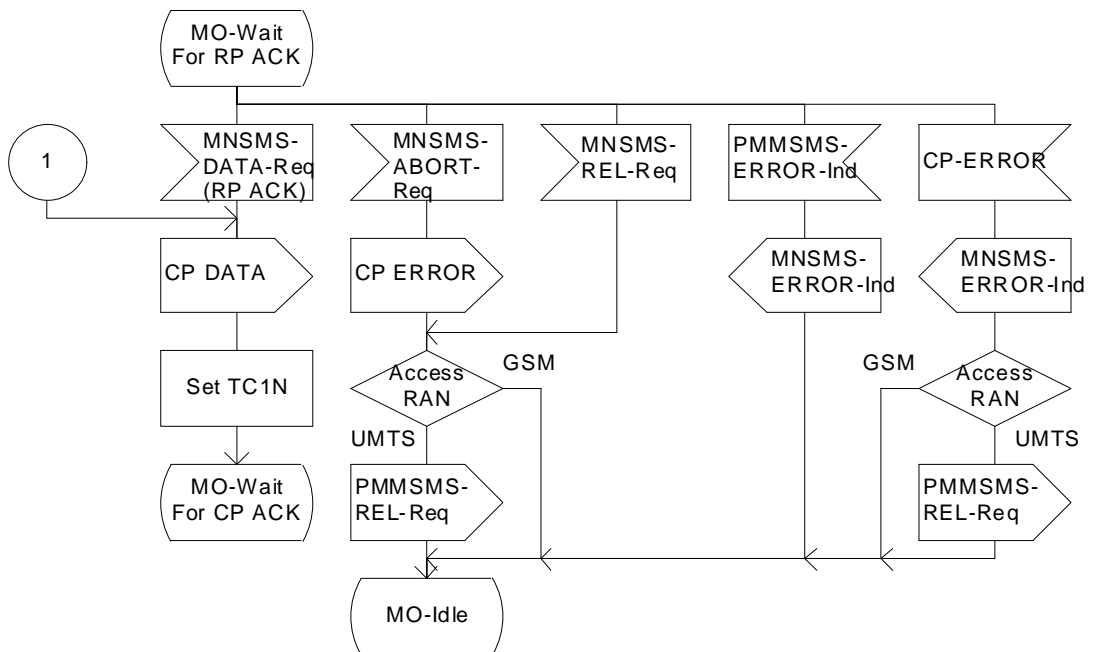 MO-Wait
For RP ACK
1
MNSMS-
DATA-Req
(RP ACK)
MNSMS-
ABORT-
Req
MNSMS-
REL-Req
PMMSMS-
ERROR-Ind
CP-ERROR
CP DATA
CP ERROR
MNSMS-
ERROR-Ind
MNSMS-
ERROR-Ind
Set TC1N
Access
RAN
GSM
UMTS
GSM
Access
RAN
UMTS
MO-Wait
For CP ACK
PMMSMS-
REL-Req
PMMSMS-
REL-Req
MO-Idle